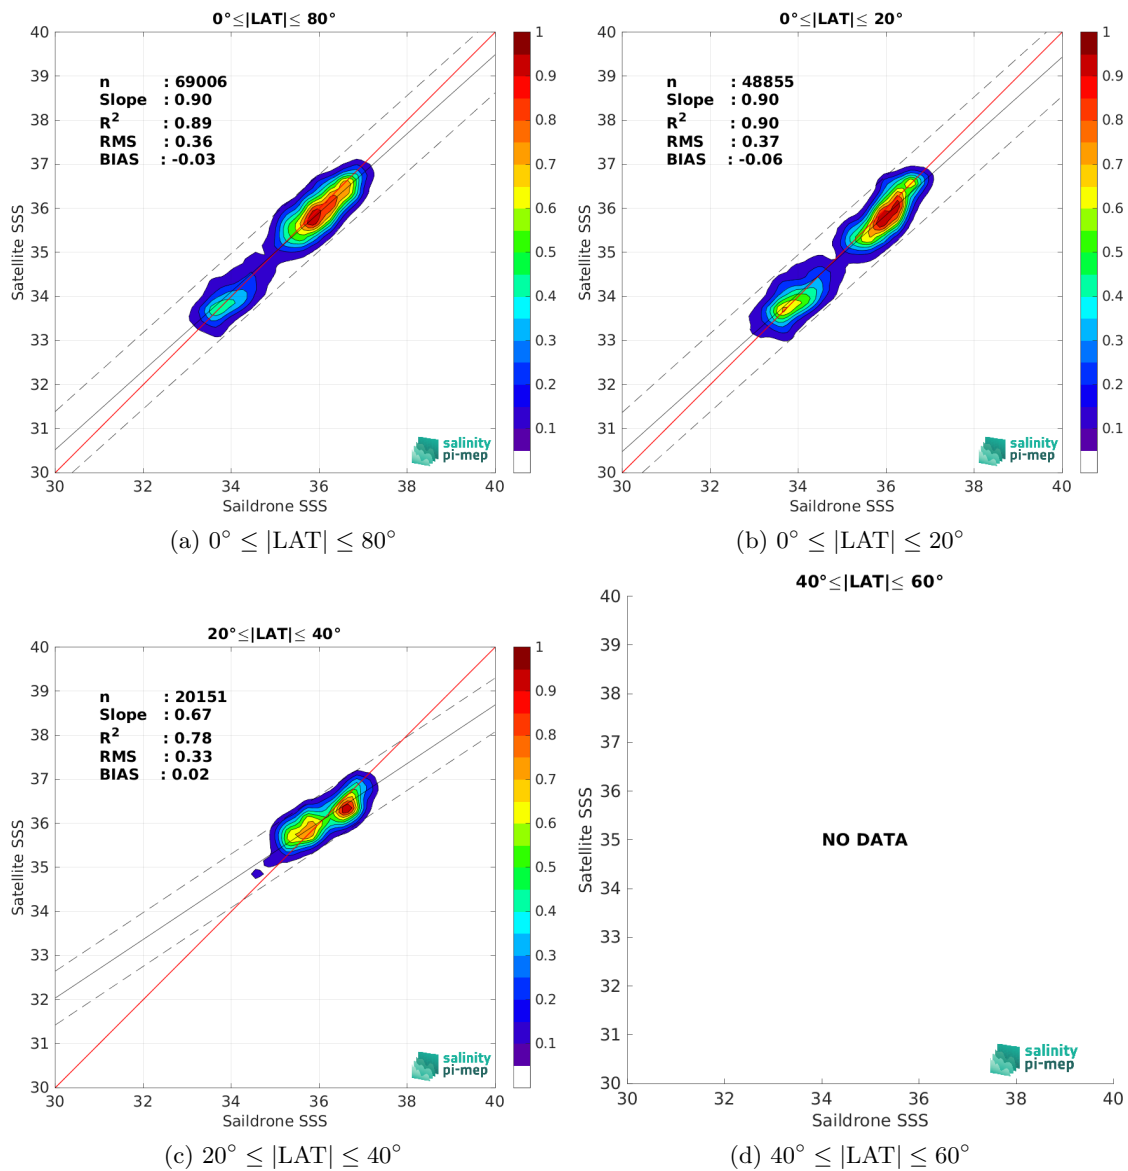 0°≤|LAT|≤ 80°
40
39
38
37
36
35
34
33
32
31
30
n : 69006
Slope : 0.90
R² : 0.89
RMS : 0.36
BIAS : -0.03
Satellite SSS
salinity
pi-mep
30 32 34 36 38 40
Saildrone SSS
1
0.9
0.8
0.7
0.6
0.5
0.4
0.3
0.2
0.1
(a) 0° ≤ |LAT| ≤ 80°
0°≤|LAT|≤ 20°
40
39
38
37
36
35
34
33
32
31
30
n : 48855
Slope : 0.90
R² : 0.90
RMS : 0.37
BIAS : -0.06
Satellite SSS
salinity
pi-mep
30 32 34 36 38 40
Saildrone SSS
1
0.9
0.8
0.7
0.6
0.5
0.4
0.3
0.2
0.1
(b) 0° ≤ |LAT| ≤ 20°
20°≤|LAT|≤ 40°
40
39
38
37
36
35
34
33
32
31
30
n : 20151
Slope : 0.67
R² : 0.78
RMS : 0.33
BIAS : 0.02
Satellite SSS
salinity
pi-mep
30 32 34 36 38 40
Saildrone SSS
1
0.9
0.8
0.7
0.6
0.5
0.4
0.3
0.2
0.1
(c) 20° ≤ |LAT| ≤ 40°
40°≤|LAT|≤ 60°
40
39
38
37
36
35
34
33
32
31
30
NO DATA
Satellite SSS
salinity
pi-mep
30 32 34 36 38 40
Saildrone SSS
(d) 40° ≤ |LAT| ≤ 60°